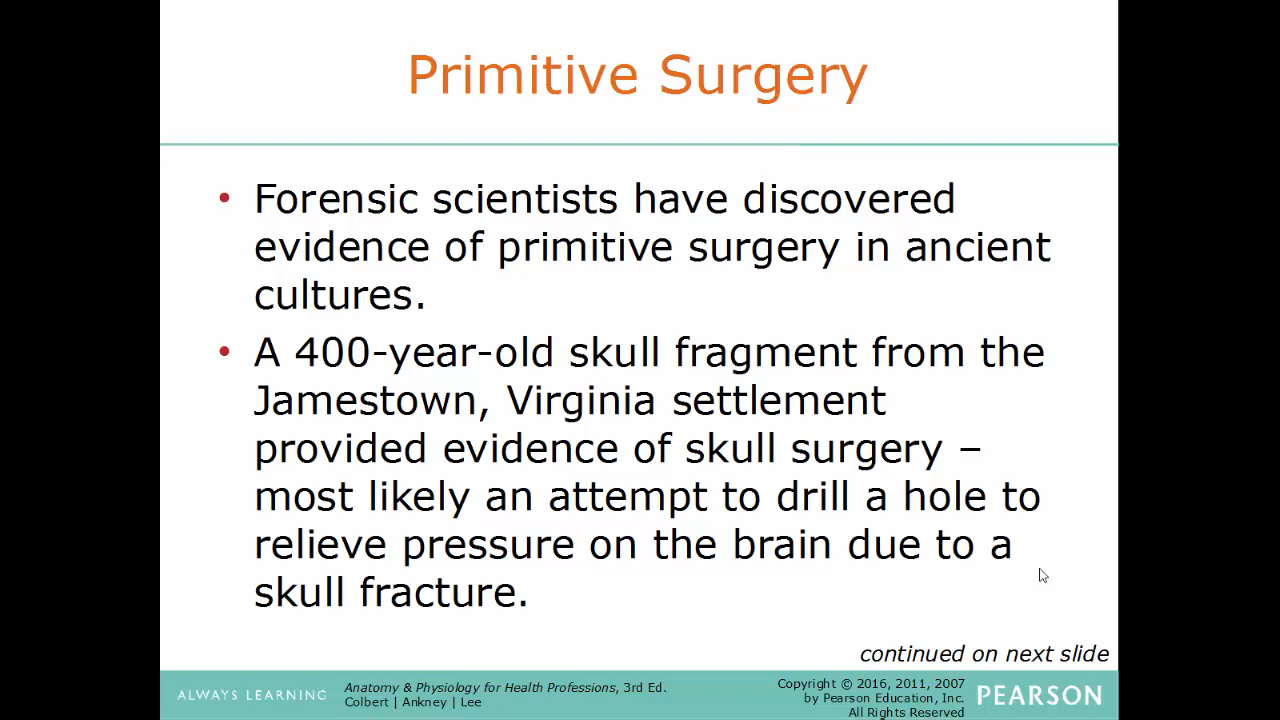 Primitive Surgery
• Forensic scientists have discovered
evidence of primitive surgery in ancient
cultures.
• A 400-year-old skull fragment from the
Jamestown, Virginia settlement
provided evidence of skull surgery –
most likely an attempt to drill a hole to
relieve pressure on the brain due to a
skull fracture.
continued on next slide
ALWAYS LEARNING
Anatomy & Physiology for Health Professions, 3rd Ed.
Colbert | Ankney | Lee
Copyright © 2016, 2011, 2007
by Pearson Education, Inc.
All Rights Reserved
PEARSON